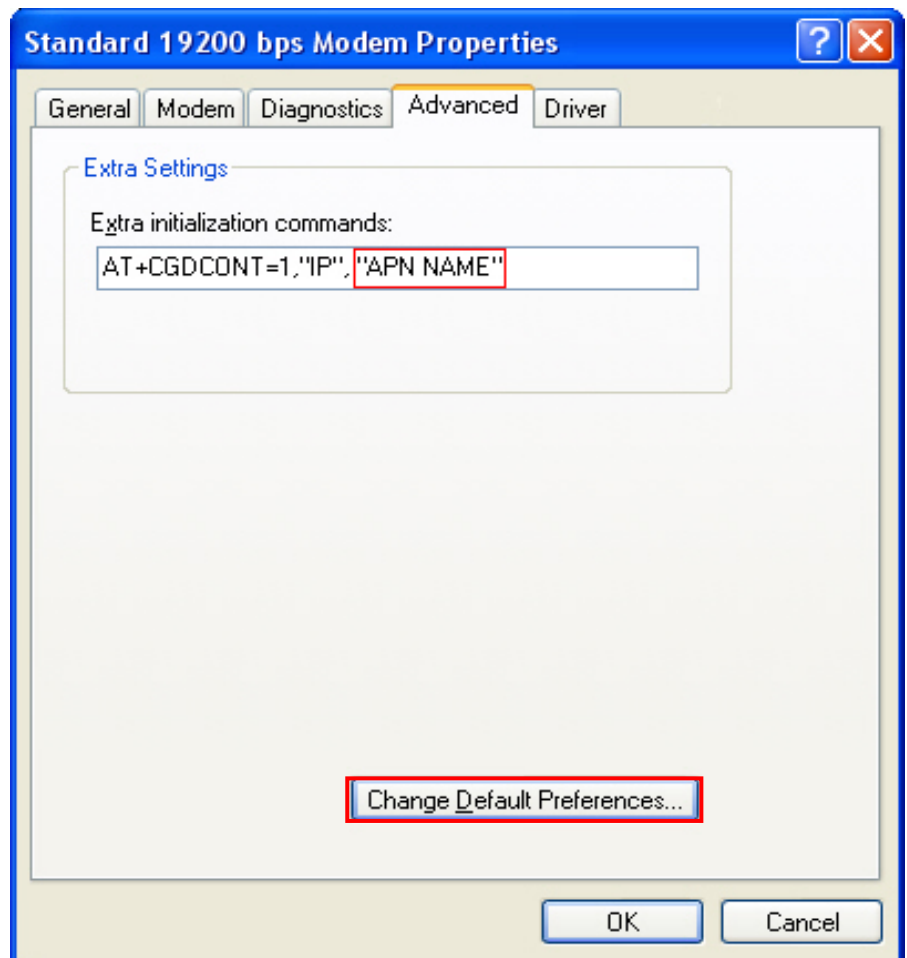 Standard 19200 bps Modem Properties
General Modem Diagnostics Advanced Driver
Extra Settings
Extra initialization commands:
AT+CGDCONT=1,"IP", "APN NAME"
Change Default Preferences...
OK Cancel